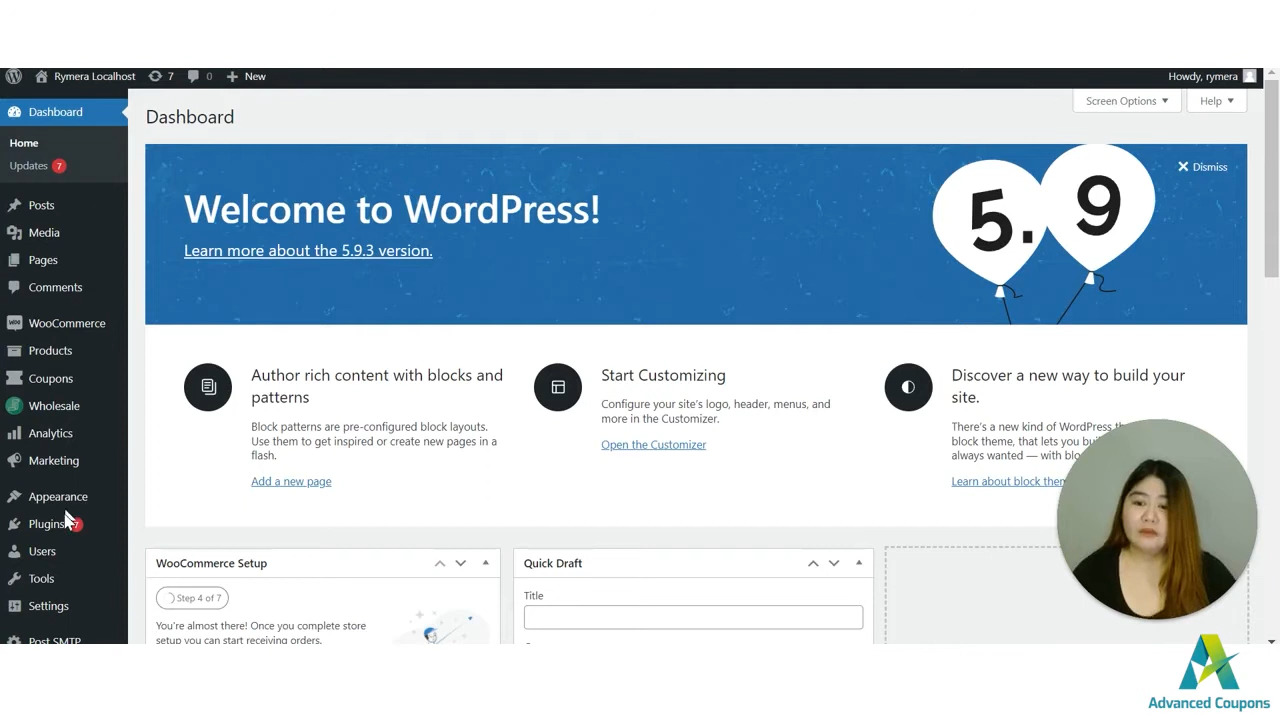 Rymera Localhost 7 0 New
Howdy, rymera
Dashboard
Home
Updates 7
Posts
Media
Pages
Comments
WooCommerce
Products
Coupons
Wholesale
Analytics
Marketing
Appearance
Plugins 7
Users
Tools
Settings
Post SMTP
Screen Options
Help
Dashboard
Dismiss
Welcome to WordPress!
Learn more about the 5.9.3 version.
5.9
Author rich content with blocks and
patterns
Block patterns are pre-configured block layouts.
Use them to get inspired or create new pages in a
flash.
Add a new page
Start Customizing
Configure your site's logo, header, menus, and
more in the Customizer.
Open the Customizer
Discover a new way to build your
site.
There's a new kind of WordPress
block theme, that lets you
always wanted — with
Learn about block
WooCommerce Setup
Step 4 of 7
You're almost there! Once you complete store
setup you can start receiving orders.
Quick Draft
Title
Advanced Coupons